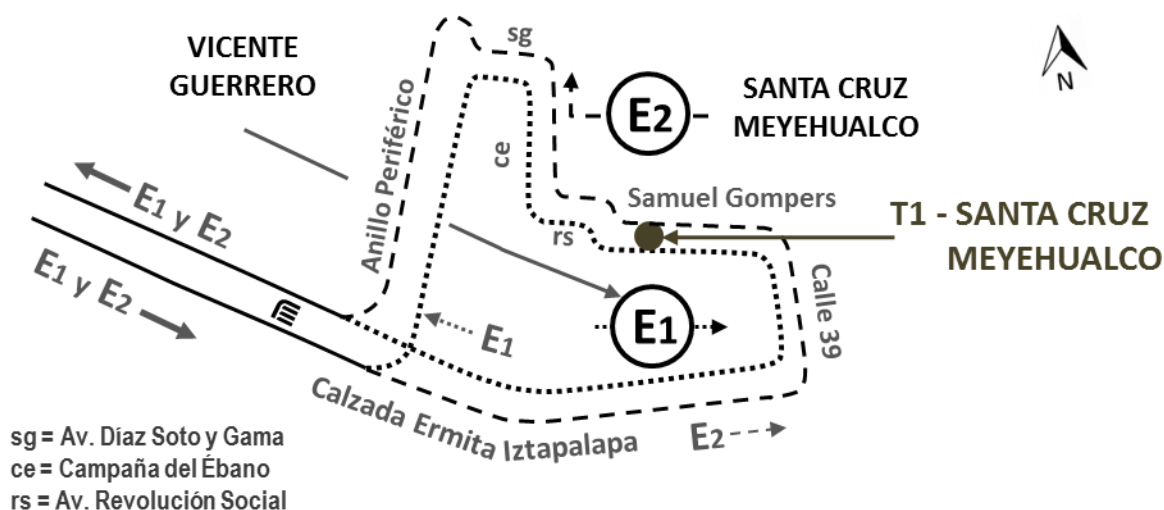 VICENTE
GUERRERO
sg
N
Anillo Periférico
E2
SANTA CRUZ
MEYEHUALCO
ce
Samuel Gompers
E1 y E2
rs
T1 - SANTA CRUZ
MEYEHUALCO
E1 y E2
Calle 39
E1
E1
Calzada Ermita Iztapalapa
E2
sg = Av. Díaz Soto y Gama
ce = Campaña del Ébano
rs = Av. Revolución Social